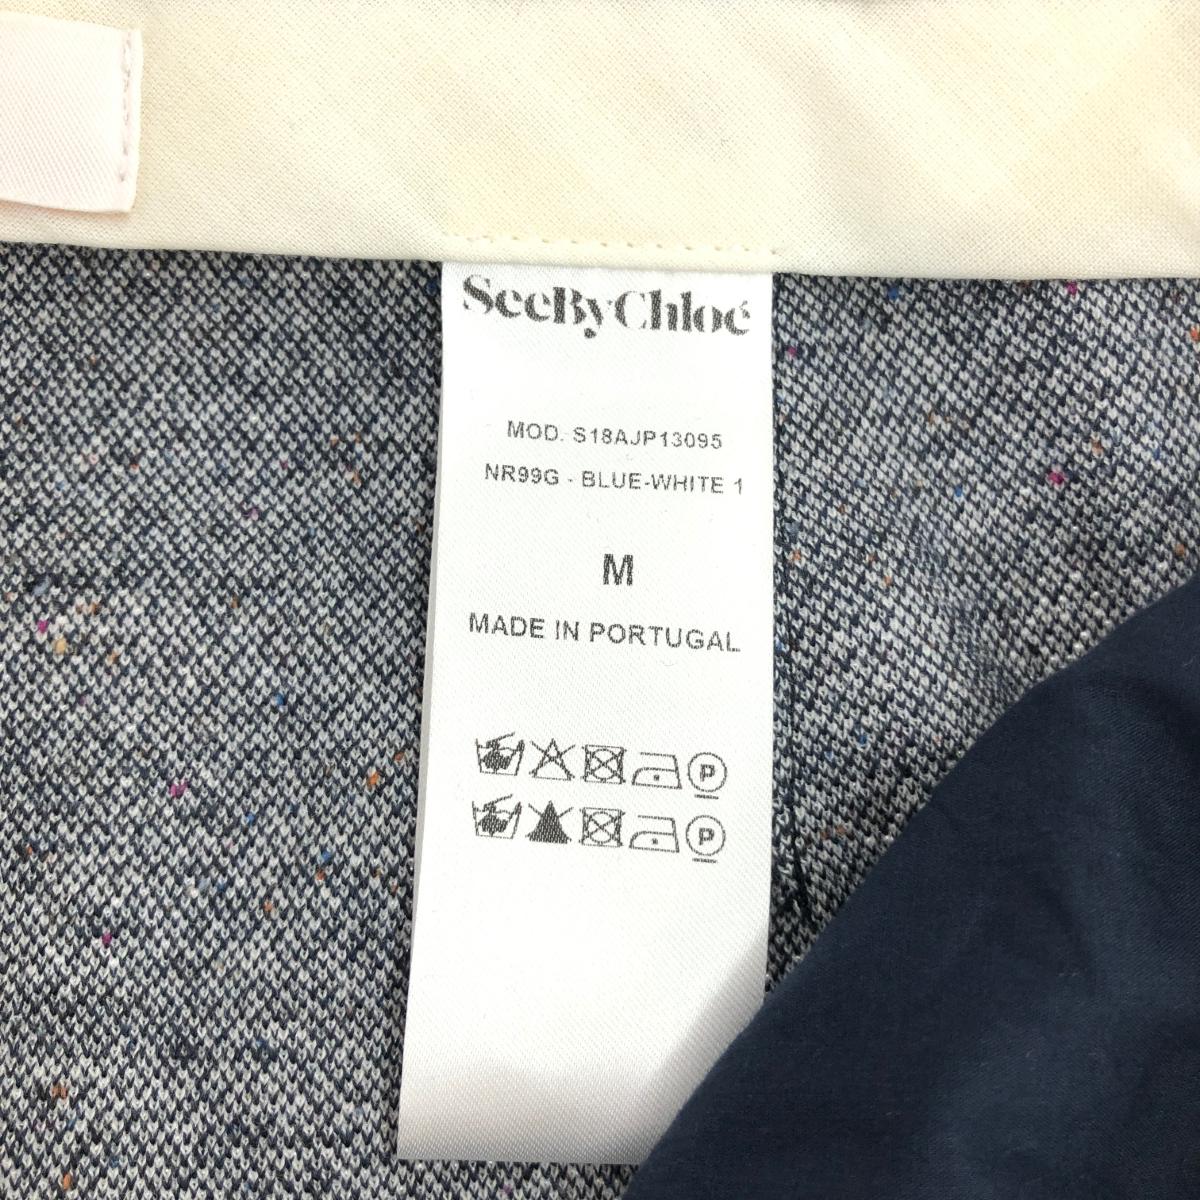 SeeByChloé
MOD. S18AJP13095
NR99G - BLUE-WHITE 1
M
MADE IN PORTUGAL
P
P